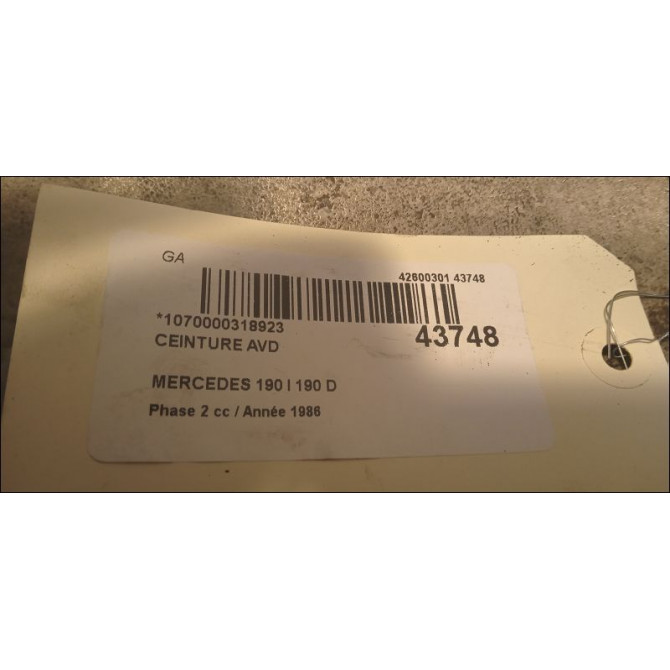 GA
42600301 43748
*1070000318923
43748
CEINTURE AVD
MERCEDES 190 I 190 D
Phase 2 cc / Année 1986